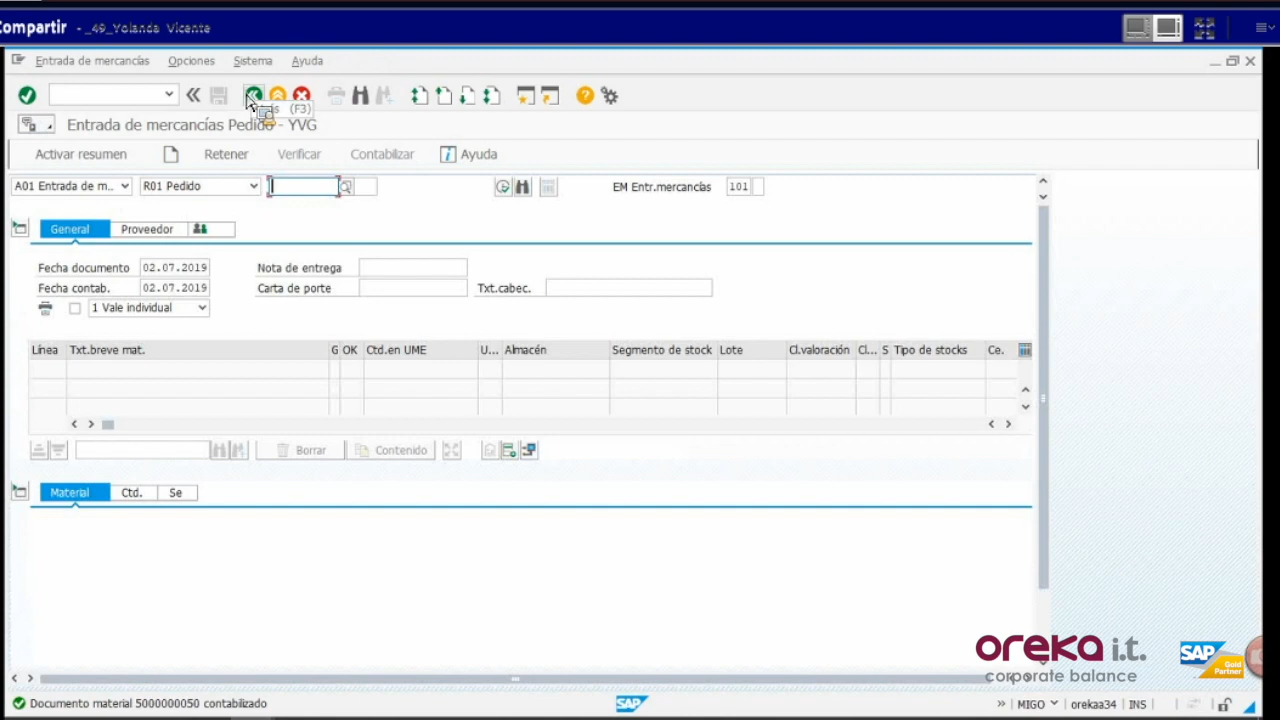 Compartir - _49_Yolanda Vicente
Entrada de mercancías Opciones Sistema Ayuda
(F3)
Entrada de mercancías Pedido - YVG
Activar resumen Retener Verificar Contabilizar Ayuda
A01 Entrada de m... R01 Pedido EM Entr.mercancías 101
General Proveedor
Fecha documento 02.07.2019 Nota de entrega
Fecha contab. 02.07.2019 Carta de porte Txt.cabec.
1 Vale individual
Línea Txt.breve mat. G OK Ctd.en UME U... Almacén Segmento de stock Lote Cl.valoración Cl... S Tipo de stocks Ce.
Borrar Contenido
Material Ctd. Se
oreka i.t.
corporate balance
SAP Gold Partner
Documento material 5000000050 contabilizado SAP MIGO orekaa34 INS